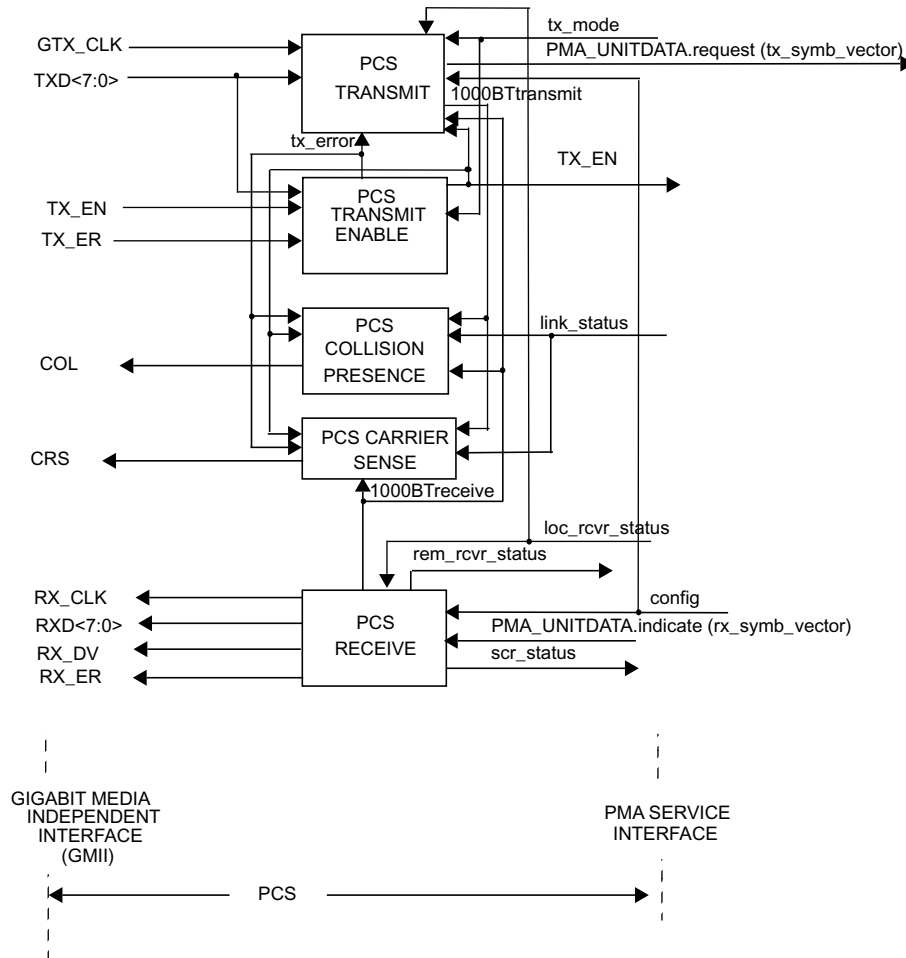 tx_mode
GTX_CLK
PMA_UNITDATA.request (tx_symb_vector)
PCS
TRANSMIT
TXD<7:0>
1000BTtransmit
tx_error
TX_EN
PCS
TRANSMIT
ENABLE
TX_EN
TX_ER
PCS
COLLISION
PRESENCE
link_status
COL
PCS CARRIER
SENSE
CRS
1000BTreceive
loc_rcvr_status
rem_rcvr_status
RX_CLK
config
PCS
RECEIVE
RXD<7:0>
PMA_UNITDATA.indicate (rx_symb_vector)
RX_DV
scr_status
RX_ER
GIGABIT MEDIA
INDEPENDENT
INTERFACE
(GMII)
PMA SERVICE
INTERFACE
PCS